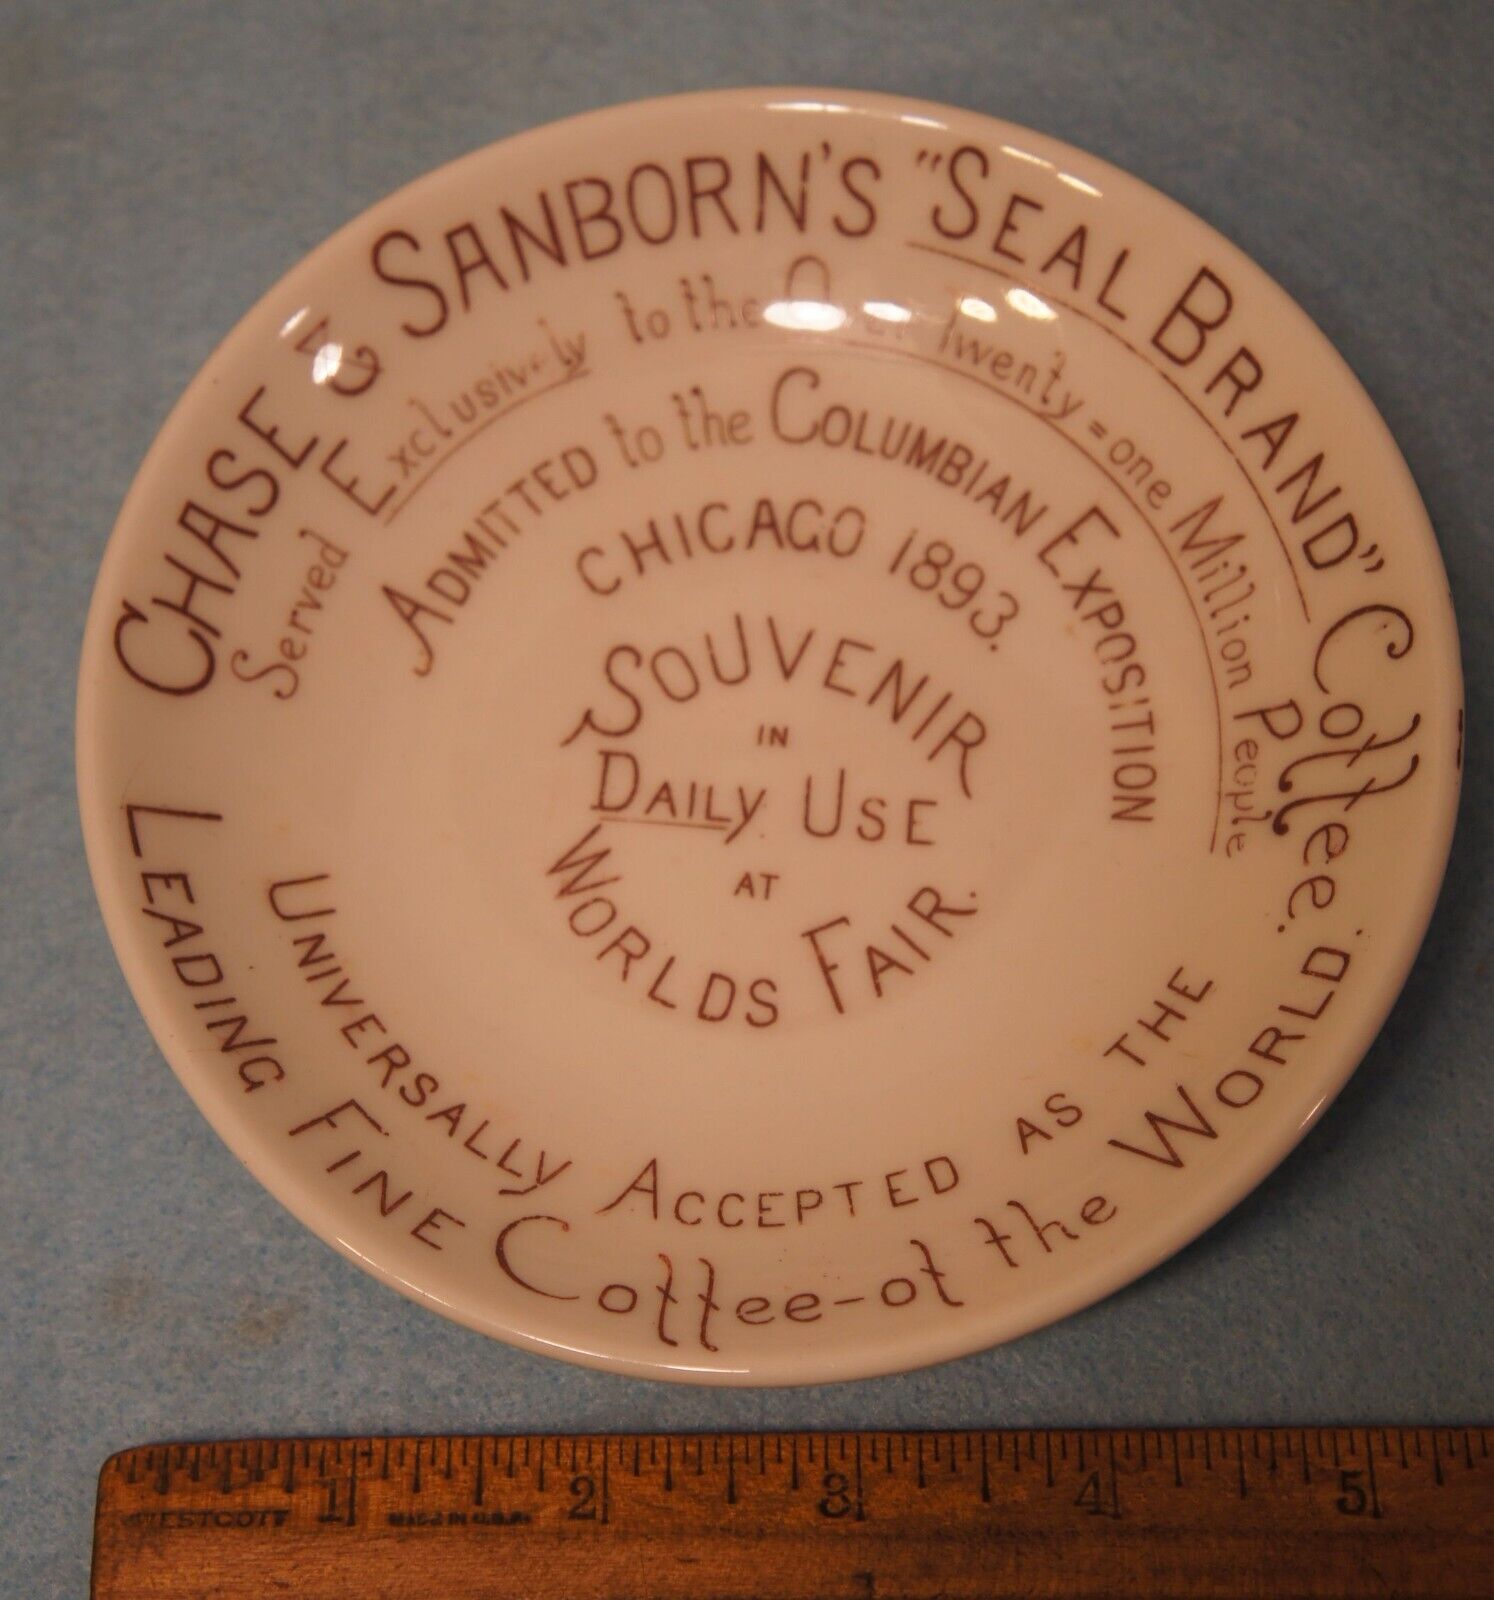 CHASE & SANBORN'S "SEAL BRAND" Coffee.
Served Exclusively to the Over Twenty=one Million People
ADMITTED to the COLUMBIAN EXPOSITION
CHICAGO 1893.
SOUVENIR
IN
DAILY USE
AT
WORLDS FAIR.
UNIVERSALLY ACCEPTED AS THE
LEADING FINE Coffee-of the WORLD.
1 2 3 4 5
WESTCOTT MADE IN U.S.A.